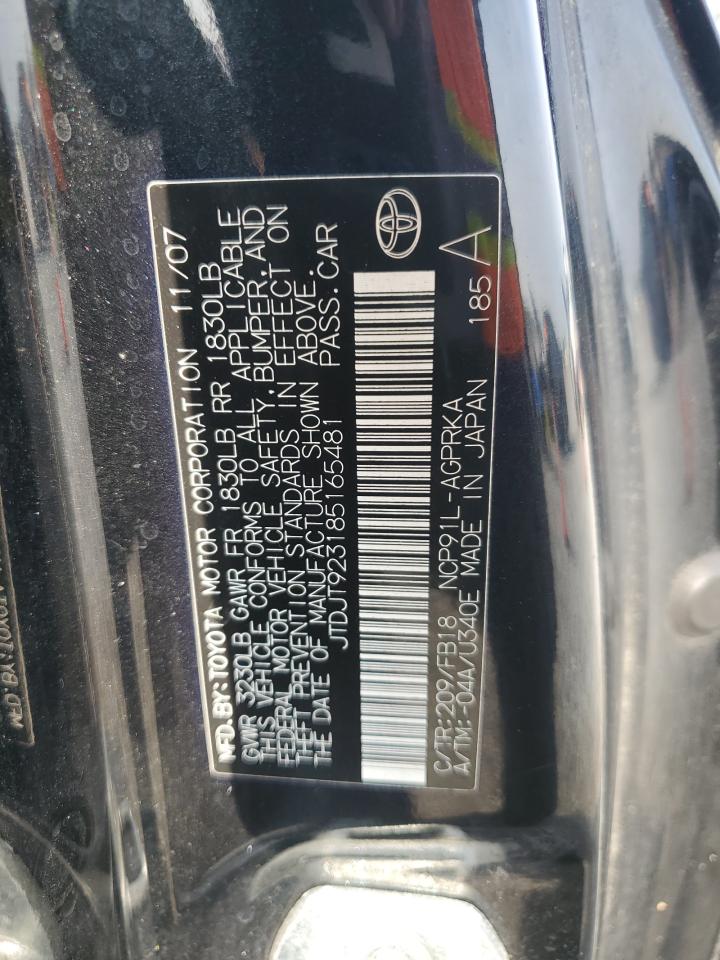 MFD.BY:TOYOTA MOTOR CORPORATION 11/07
GVWR 3230LB GAWR FR 1830LB RR 1830LB
THIS VEHICLE CONFORMS TO ALL APPLICABLE
FEDERAL MOTOR VEHICLE SAFETY,BUMPER,AND
THEFT PREVENTION STANDARDS IN EFFECT ON
THE DATE OF MANUFACTURE SHOWN ABOVE.
JTDJT923185165481 PASS.CAR
C/TR:209/FB18 NCP91L-AGPRKA 185 A
A/TM:-04A/U340E MADE IN JAPAN